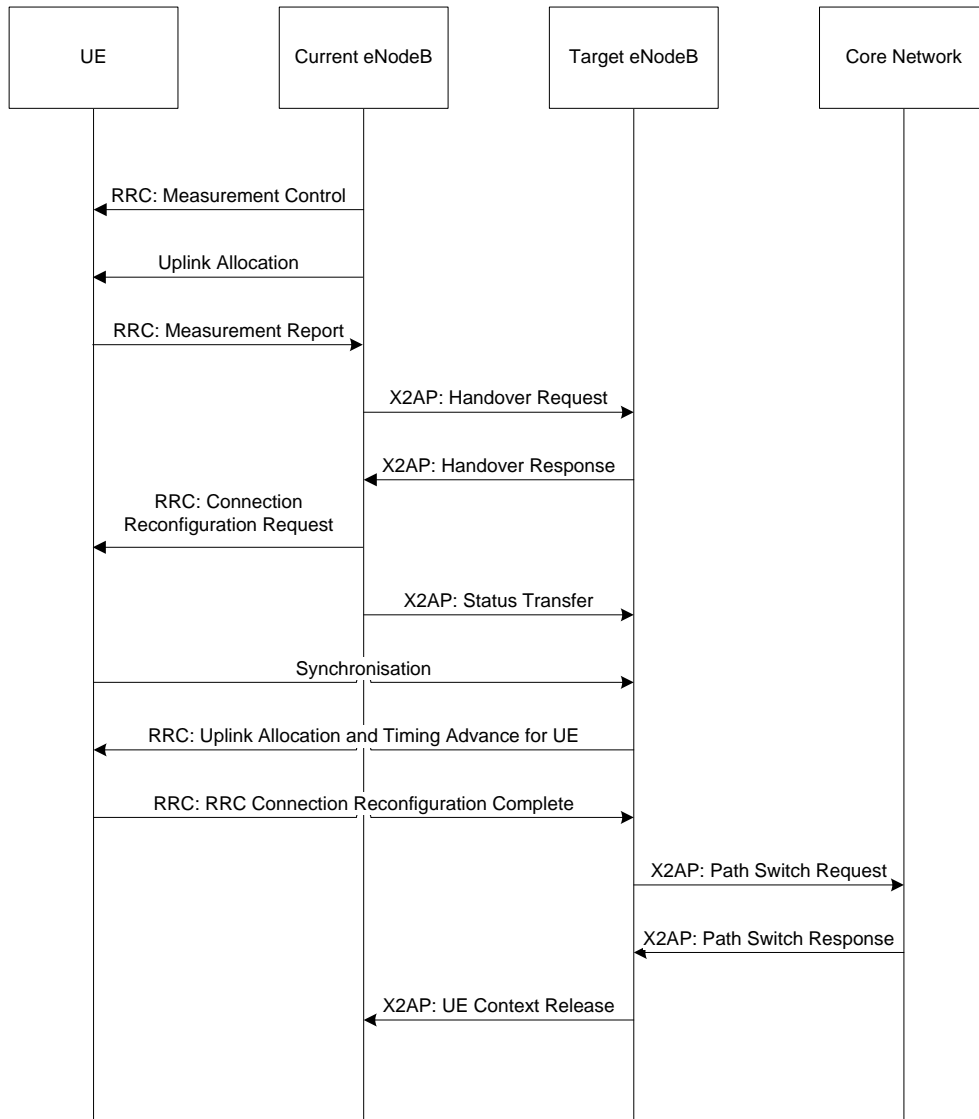 UE
Current eNodeB
Target eNodeB
Core Network
RRC: Measurement Control
Uplink Allocation
RRC: Measurement Report
X2AP: Handover Request
X2AP: Handover Response
RRC: Connection
Reconfiguration Request
X2AP: Status Transfer
Synchronisation
RRC: Uplink Allocation and Timing Advance for UE
RRC: RRC Connection Reconfiguration Complete
X2AP: Path Switch Request
X2AP: Path Switch Response
X2AP: UE Context Release